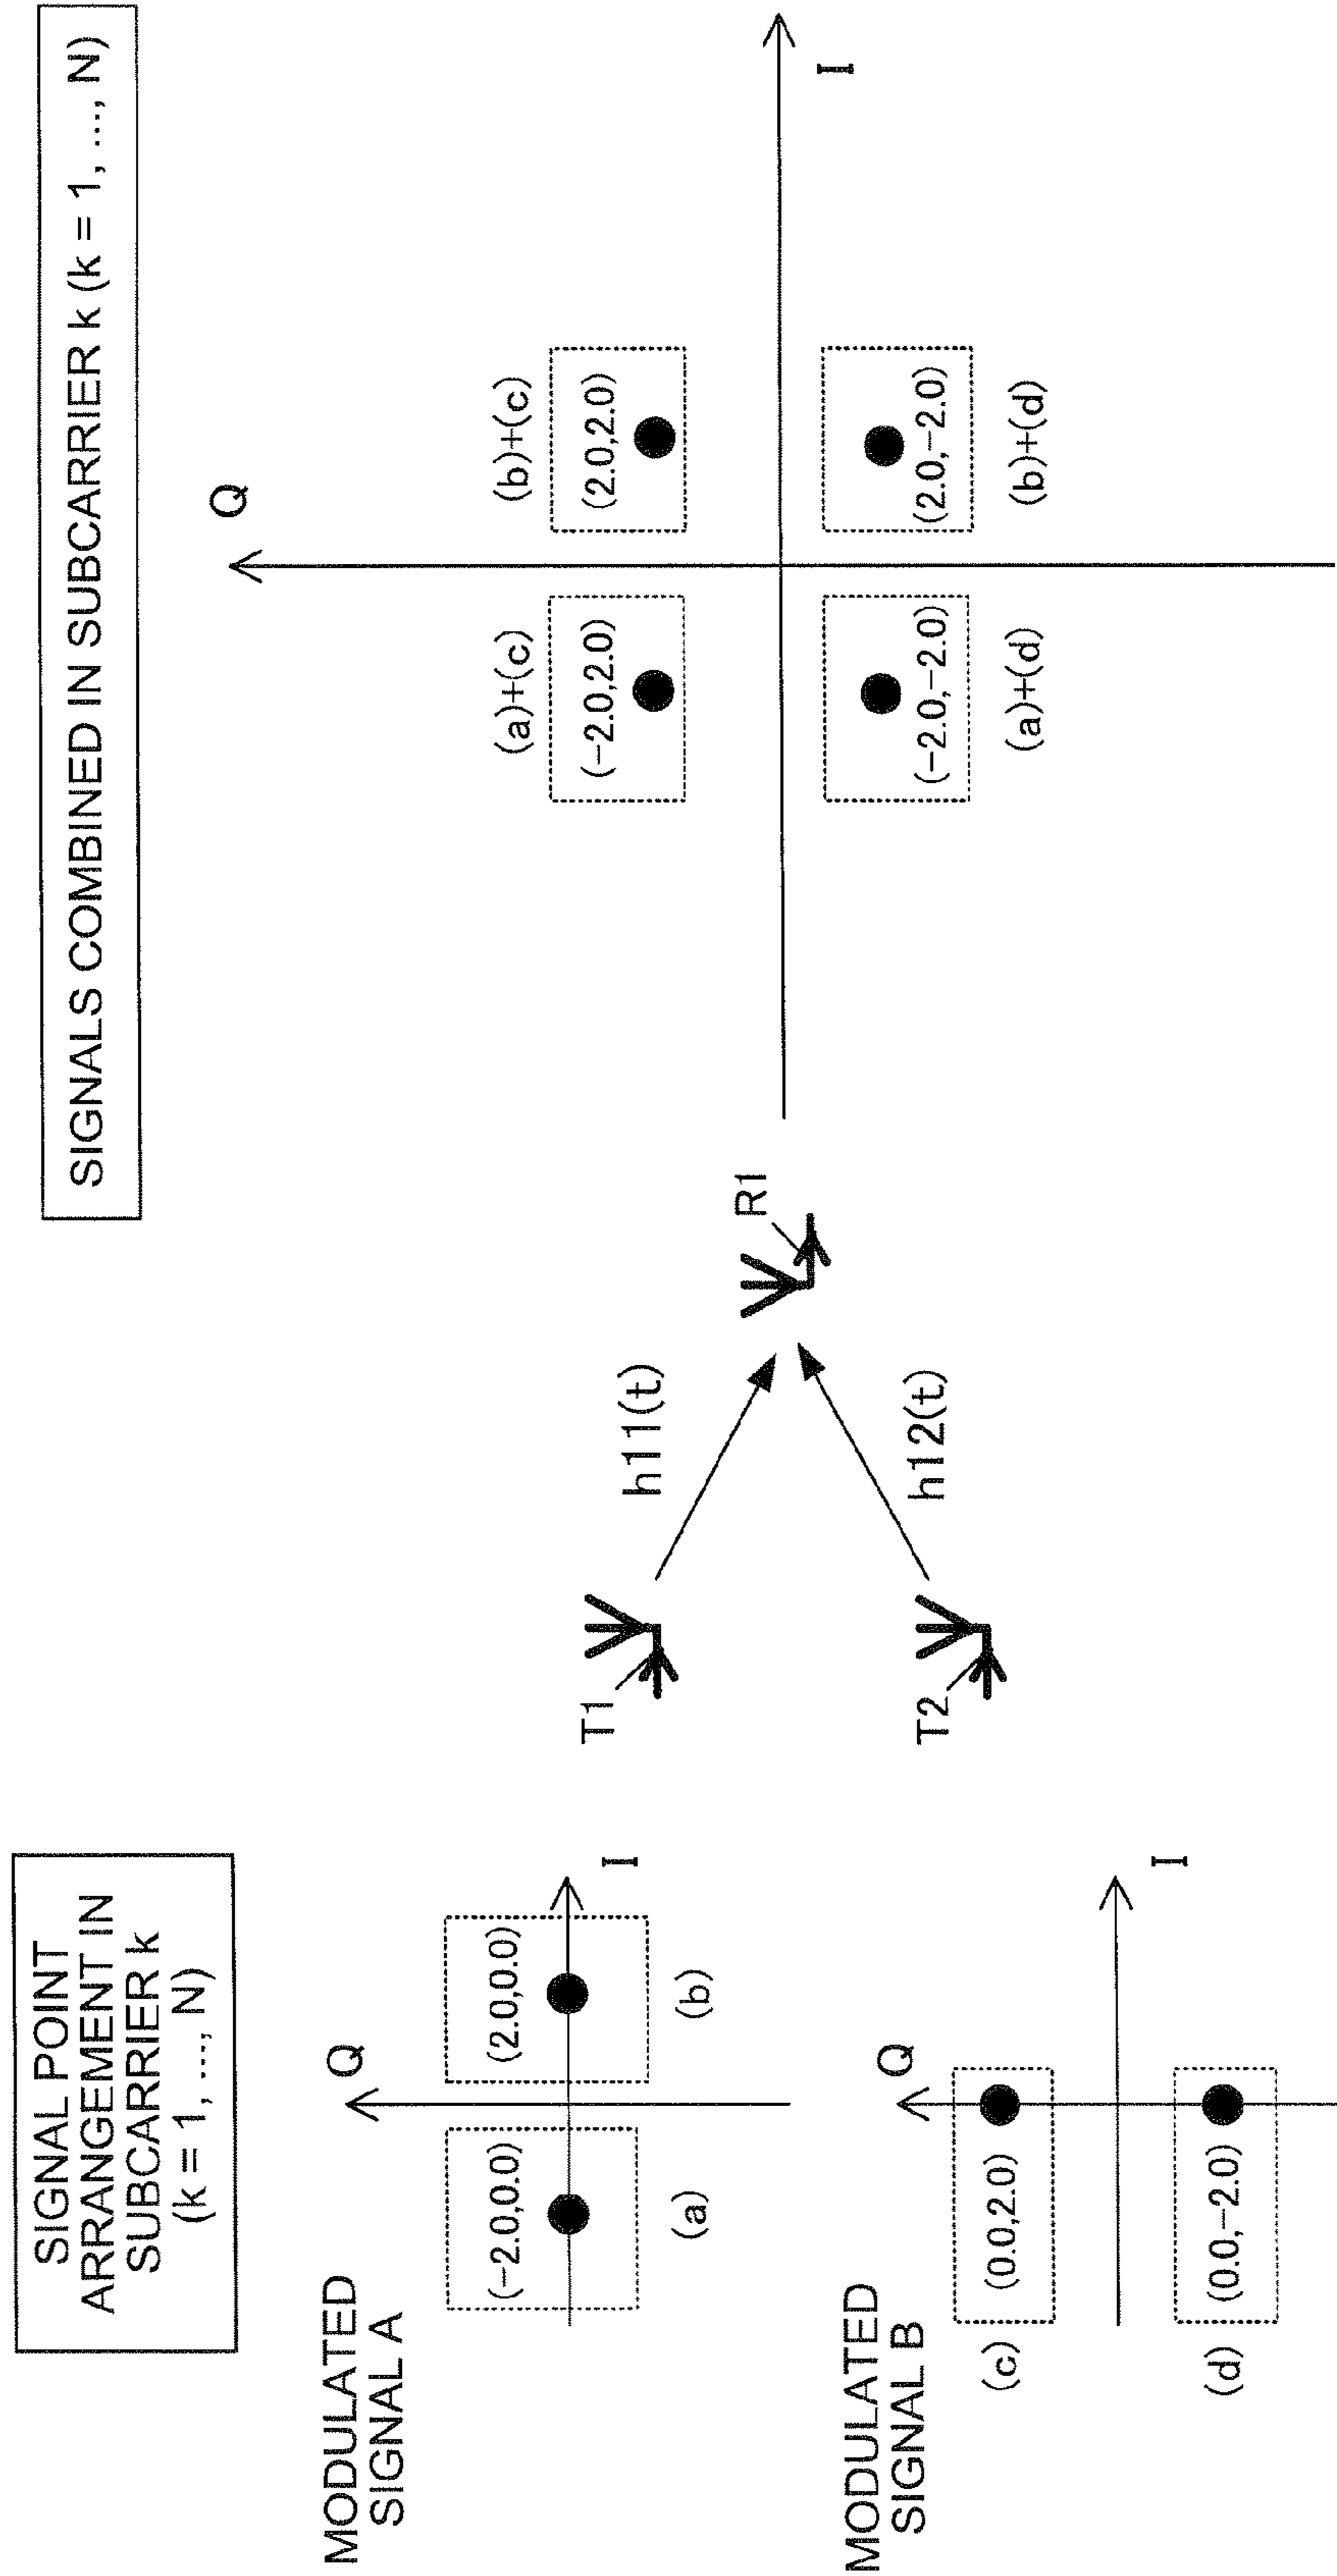 SIGNAL POINT
ARRANGEMENT IN
SUBCARRIER k
(k = 1, ..., N)
SIGNALS COMBINED IN SUBCARRIER k (k = 1, ..., N)
MODULATED
SIGNAL A
Q
I
(-2.0,0.0)
(2.0,0.0)
(a)
(b)
MODULATED
SIGNAL B
Q
I
(c)
(0.0,2.0)
(d)
(0.0,-2.0)
T1
T2
h11(t)
h12(t)
R1
Q
I
(a)+(c)
(b)+(c)
(-2.0,2.0)
(2.0,2.0)
(-2.0,-2.0)
(2.0,-2.0)
(a)+(d)
(b)+(d)